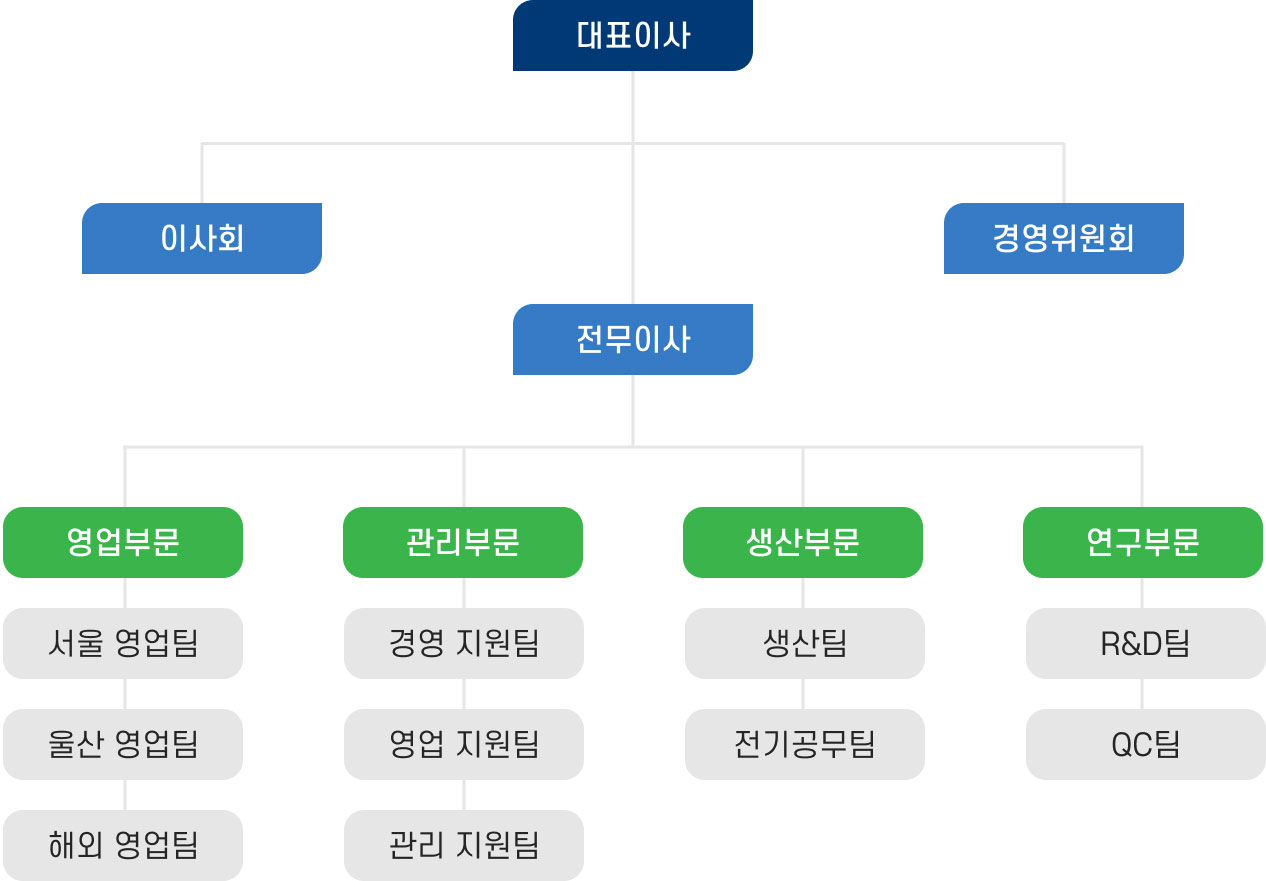 대표이사
이사회
경영위원회
전무이사
영업부문
관리부문
생산부문
연구부문
서울 영업팀
경영 지원팀
생산팀
R&D팀
울산 영업팀
영업 지원팀
전기공무팀
QC팀
해외 영업팀
관리 지원팀